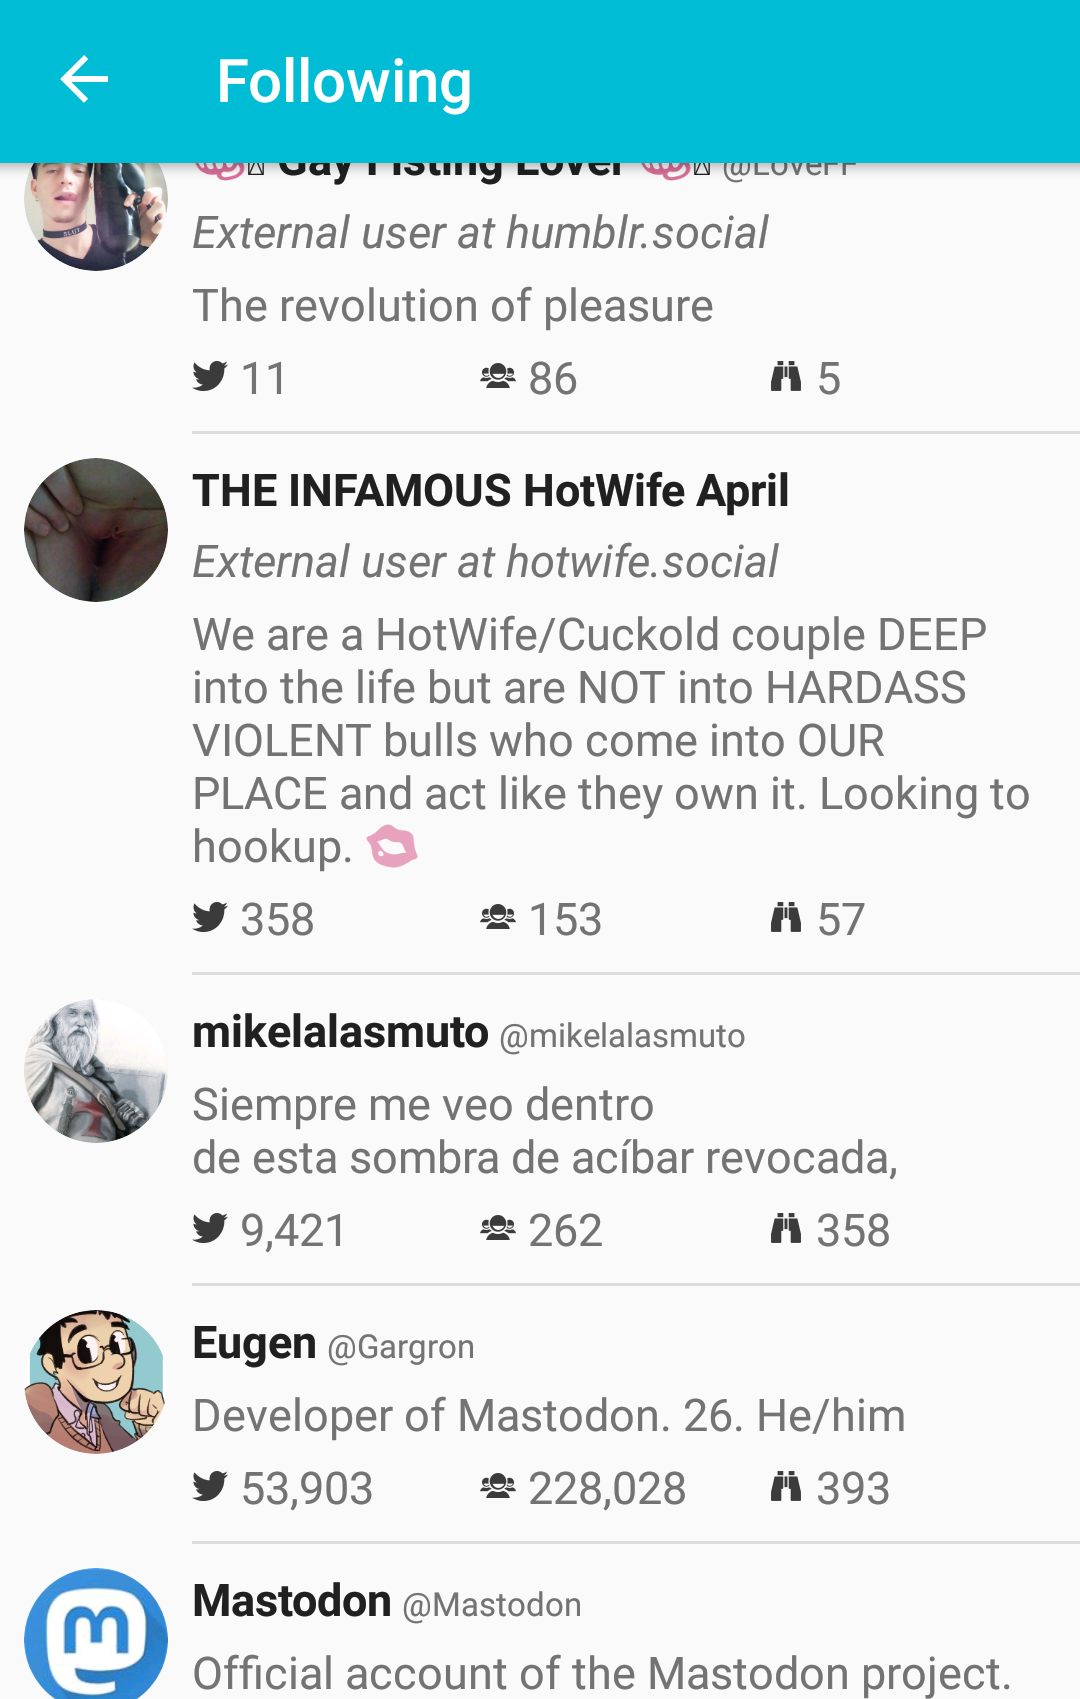 Following
Gay Fisting Lover @LoveFF
External user at humblr.social
The revolution of pleasure
11 86 5
THE INFAMOUS HotWife April
External user at hotwife.social
We are a HotWife/Cuckold couple DEEP
into the life but are NOT into HARDASS
VIOLENT bulls who come into OUR
PLACE and act like they own it. Looking to
hookup. 
358 153 57
mikelalasmuto @mikelalasmuto
Siempre me veo dentro
de esta sombra de acíbar revocada,
9,421 262 358
Eugen @Gargron
Developer of Mastodon. 26. He/him
53,903 228,028 393
Mastodon @Mastodon
Official account of the Mastodon project.